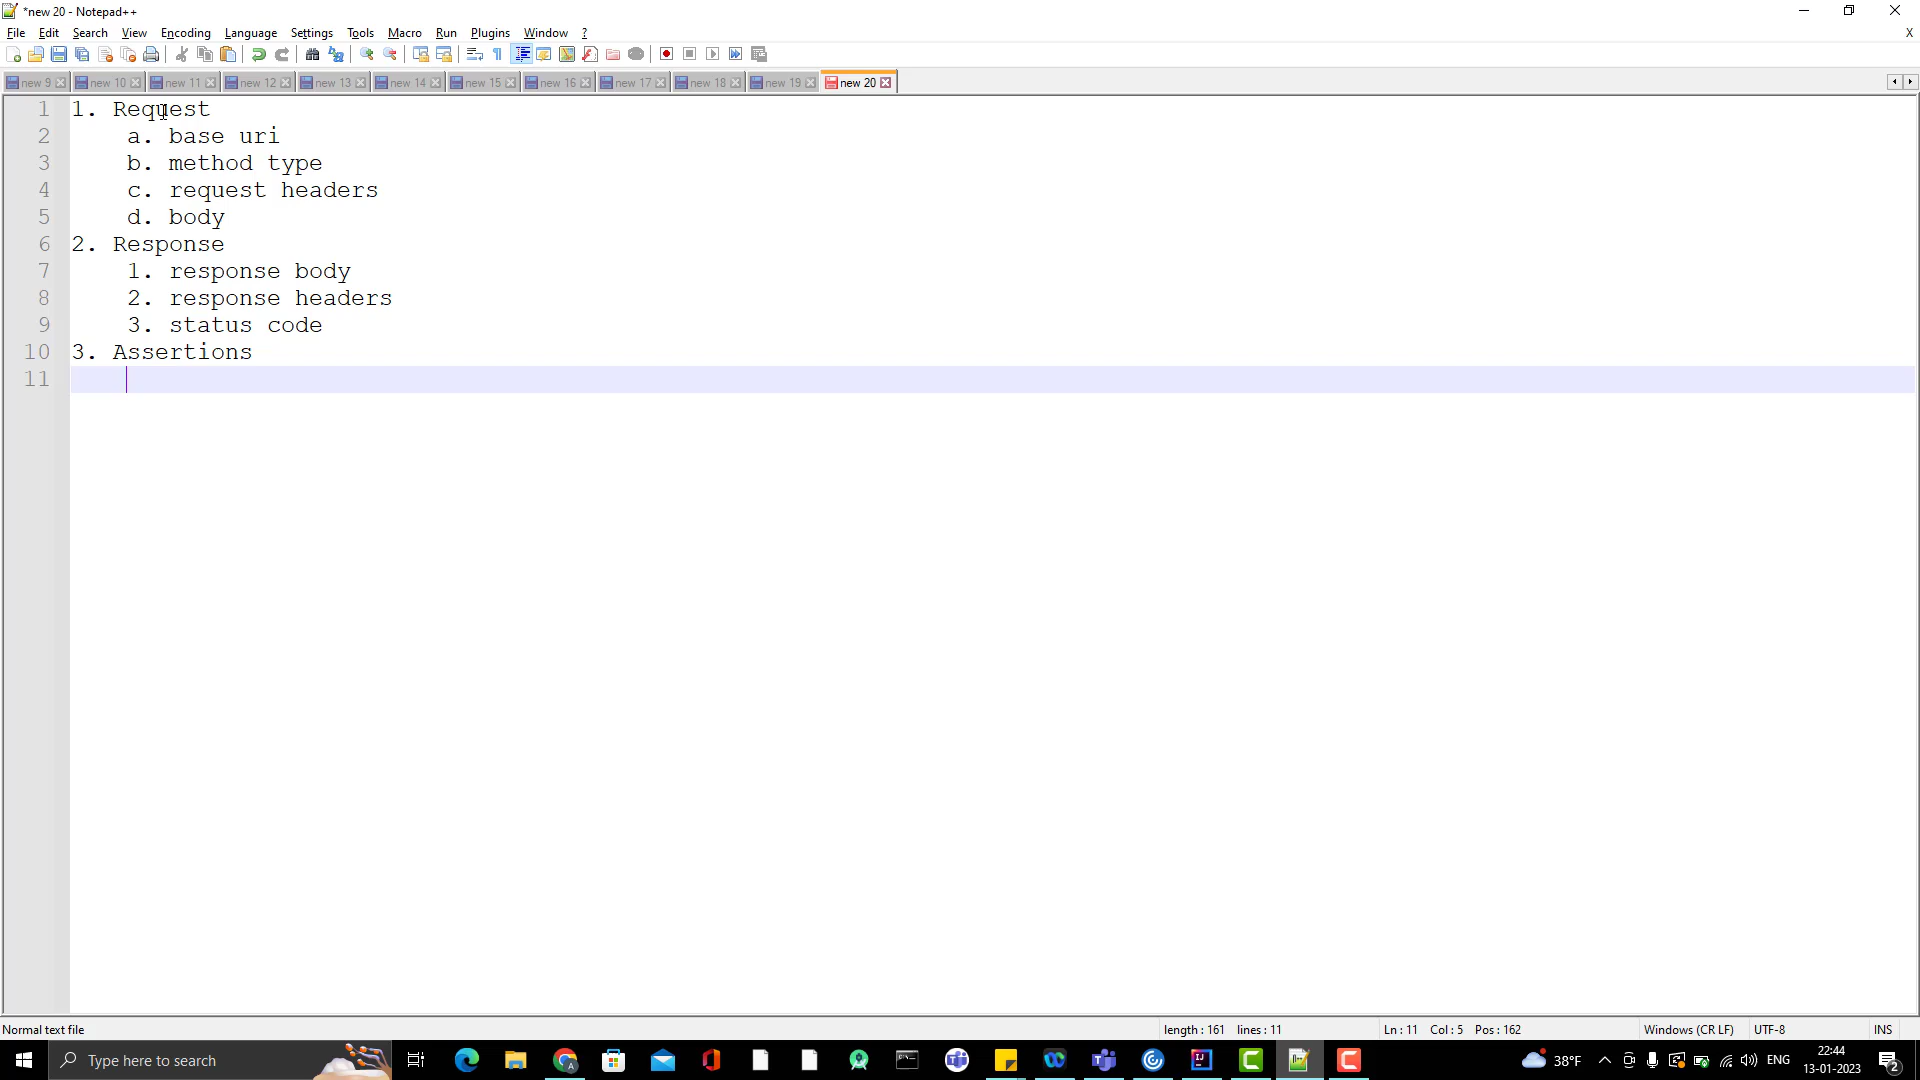 *new 20 - Notepad++
File Edit Search View Encoding Language Settings Tools Macro Run Plugins Window ? X
new 9 new 10 new 11 new 12 new 13 new 14 new 15 new 16 new 17 new 18 new 19 new 20
1 1. Request
2 a. base uri
3 b. method type
4 c. request headers
5 d. body
6 2. Response
7 1. response body
8 2. response headers
9 3. status code
10 3. Assertions
11
Normal text file length : 161 lines : 11 Ln : 11 Col : 5 Pos : 162 Windows (CR LF) UTF-8 INS
Type here to search 38°F ENG 22:44
13-01-2023 2